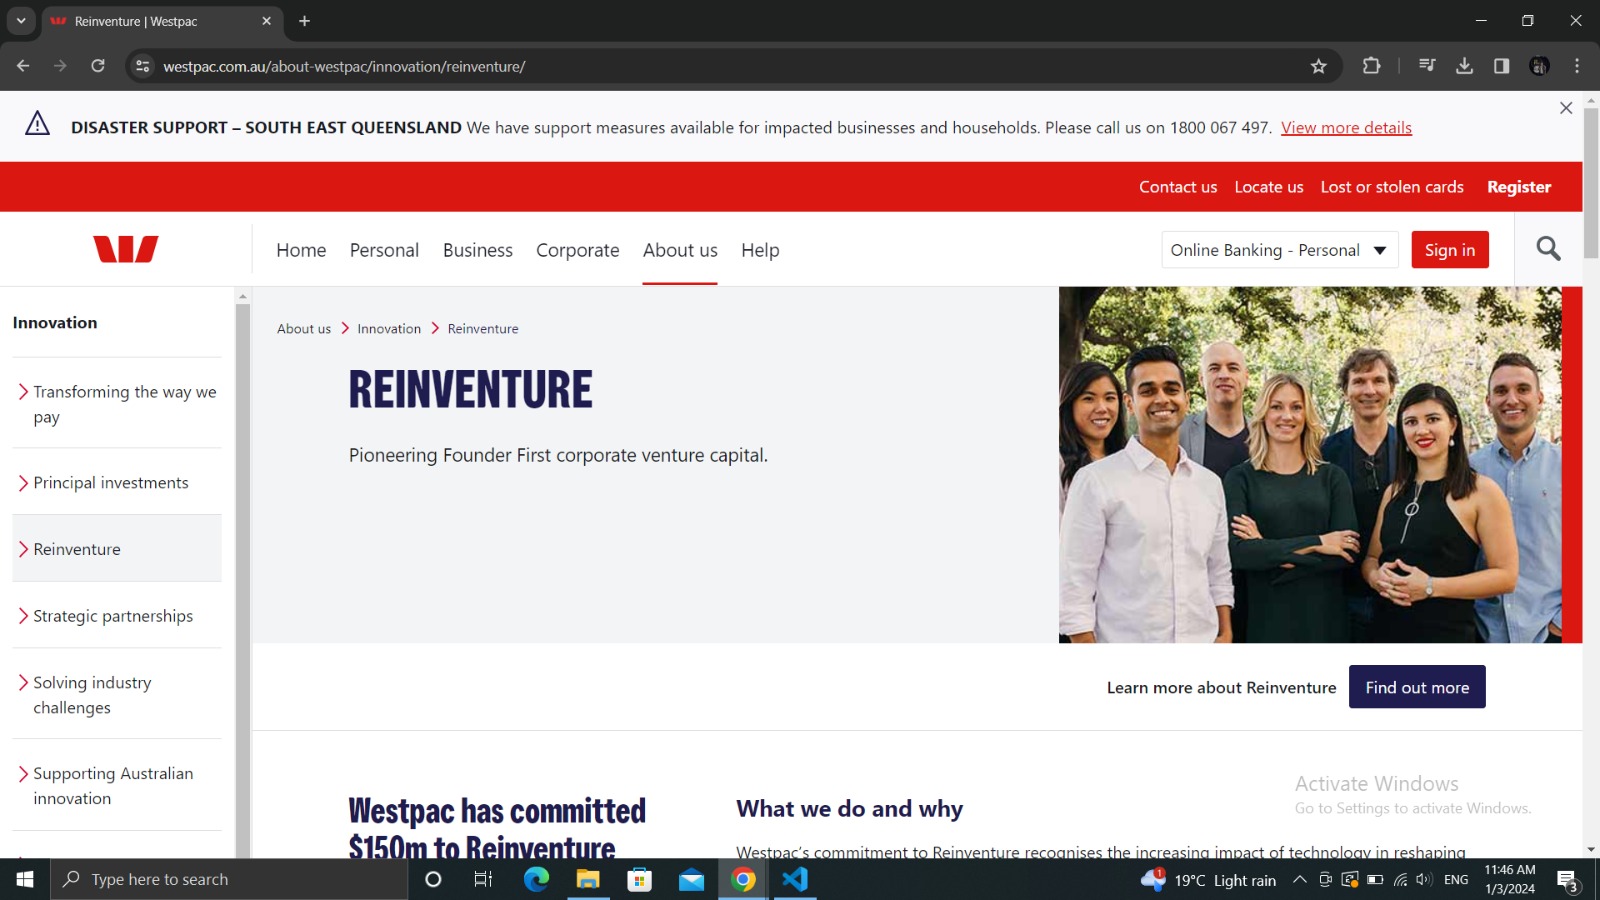 Reinventure | Westpac
westpac.com.au/about-westpac/innovation/reinventure/
DISASTER SUPPORT – SOUTH EAST QUEENSLAND We have support measures available for impacted businesses and households. Please call us on 1800 067 497. View more details
Contact us Locate us Lost or stolen cards Register
Home Personal Business Corporate About us Help
Online Banking - Personal Sign in
Innovation
Transforming the way we
pay
Principal investments
Reinventure
Strategic partnerships
Solving industry
challenges
Supporting Australian
innovation
About us Innovation Reinventure
REINVENTURE
Pioneering Founder First corporate venture capital.
Learn more about Reinventure Find out more
Westpac has committed
$150m to Reinventure
What we do and why
Westpac’s commitment to Reinventure recognises the increasing impact of technology in reshaping
Activate Windows
Go to Settings to activate Windows.
Type here to search
1
19°C Light rain
ENG
11:46 AM
1/3/2024
3